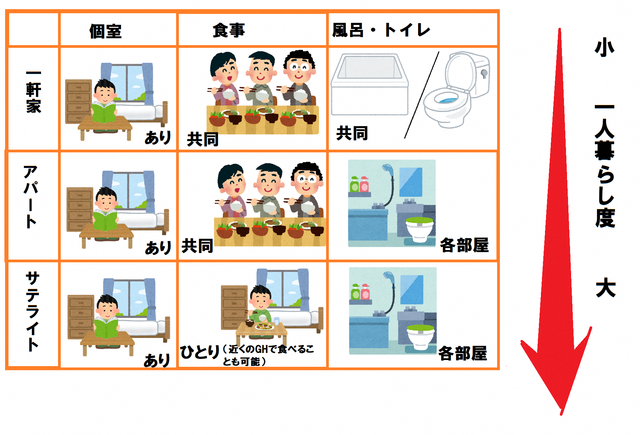 個室
食事
風呂・トイレ
一軒家
あり
共同
共同
アパート
あり
共同
各部屋
サテライト
あり
ひとり(近くのGHで食べるこ
とも可能)
各部屋
小 一人暮らし度 大